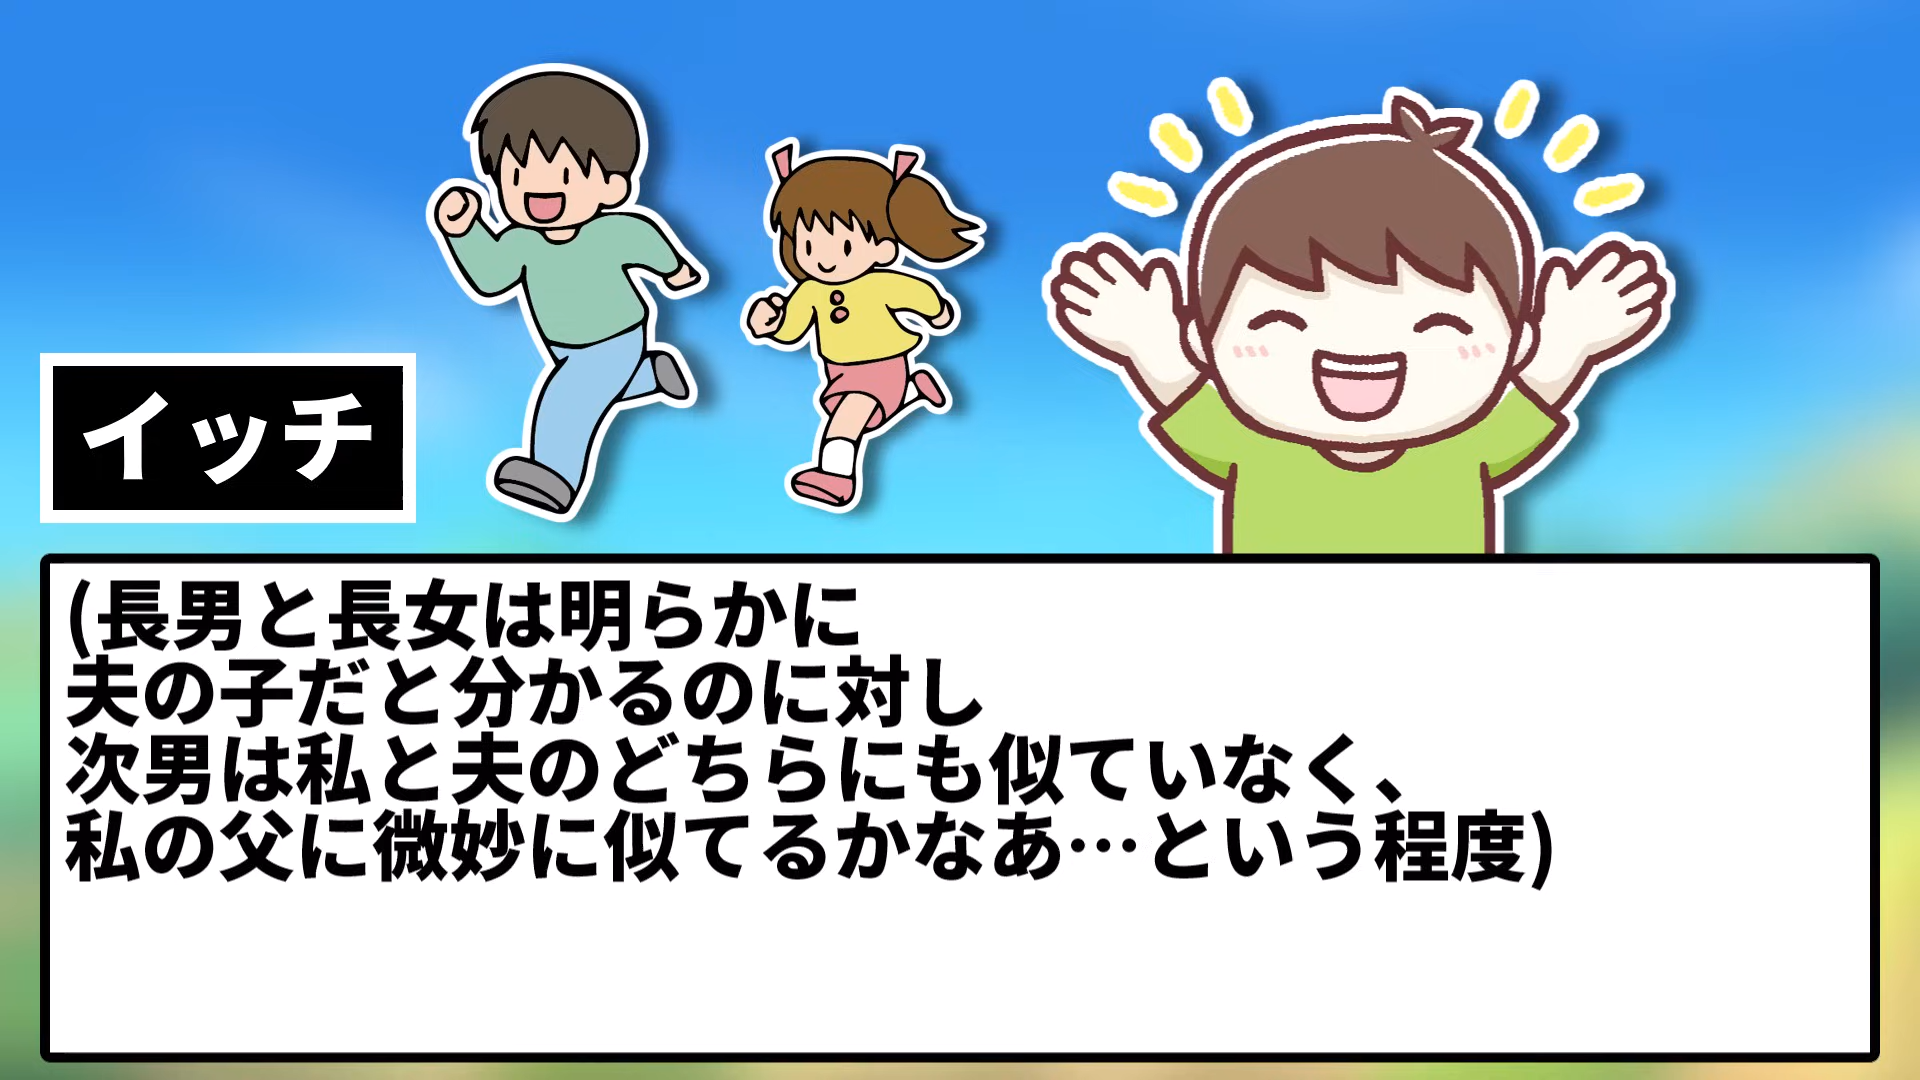 イッチ
(長男と長女は明らかに
夫の子だと分かるのに対し
次男は私と夫のどちらにも似ていなく、
私の父に微妙に似てるかなあ…という程度)